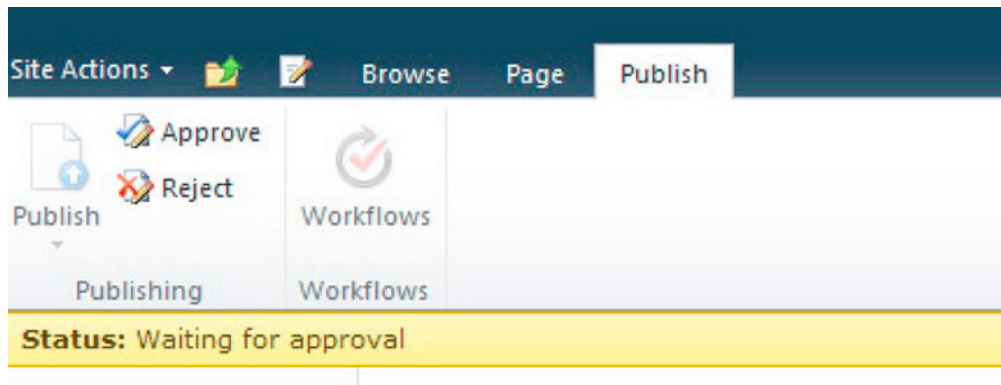 Site Actions Browse Page Publish
Approve
Reject
Publish
Workflows
Publishing Workflows
Status: Waiting for approval